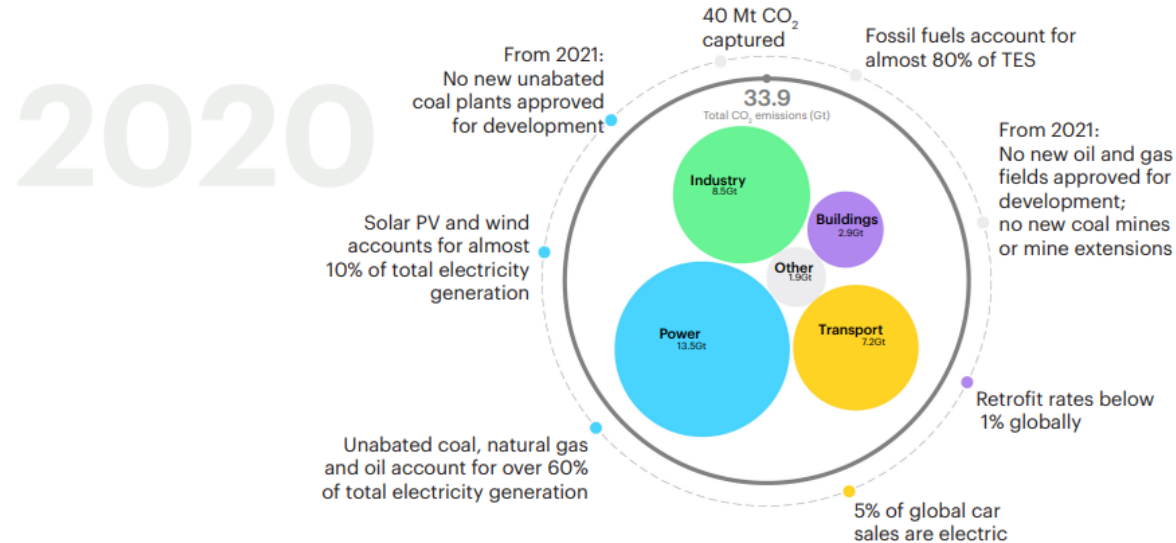 2020
40 Mt CO₂
captured
Fossil fuels account for
almost 80% of TES
From 2021:
No new unabated
coal plants approved
for development
33.9
Total CO₂ emissions (Gt)
From 2021:
No new oil and gas
fields approved for
development;
no new coal mines
or mine extensions
Industry
8.5Gt
Buildings
2.9Gt
Solar PV and wind
accounts for almost
10% of total electricity
generation
Other
1.9Gt
Power
13.5Gt
Transport
7.2Gt
Retrofit rates below
1% globally
Unabated coal, natural gas
and oil account for over 60%
of total electricity generation
5% of global car
sales are electric